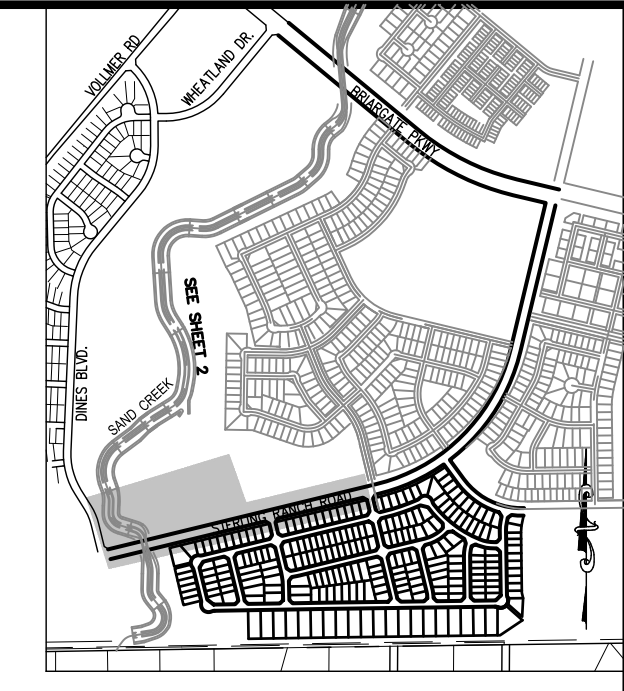 VOLLMER RD
WHEATLAND DR.
BRIARGATE PKWY
SEE SHEET 2
DINES BLVD.
SAND CREEK
STERLING RANCH ROAD